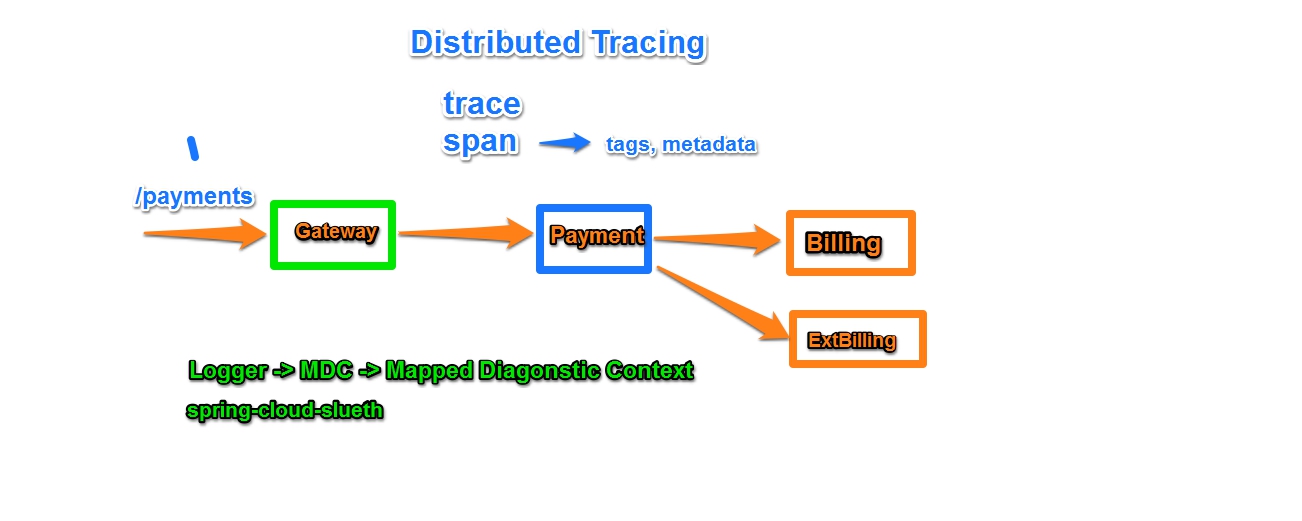 Distributed Tracing
trace
span
tags, metadata
/payments
Gateway
Payment
Billing
ExtBilling
Logger -> MDC -> Mapped Diagonstic Context
spring-cloud-slueth